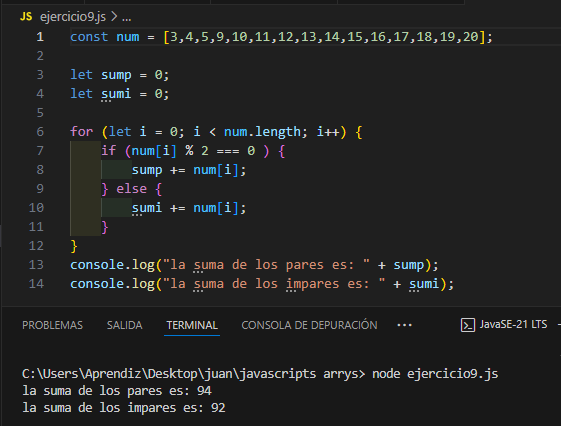 JS ejercicio9.js > ...
1 const num = [3,4,5,9,10,11,12,13,14,15,16,17,18,19,20];
2
3 let sump = 0;
4 let sumi = 0;
5
6 for (let i = 0; i < num.length; i++) {
7 if (num[i] % 2 === 0 ) {
8 sump += num[i];
9 } else {
10 sumi += num[i];
11 }
12 }
13 console.log("la suma de los pares es: " + sump);
14 console.log("la suma de los impares es: " + sumi);
PROBLEMAS SALIDA TERMINAL CONSOLA DE DEPURACIÓN ... JavaSE-21 LTS
C:\Users\Aprendiz\Desktop\juan\javascripts arrys> node ejercicio9.js
la suma de los pares es: 94
la suma de los impares es: 92